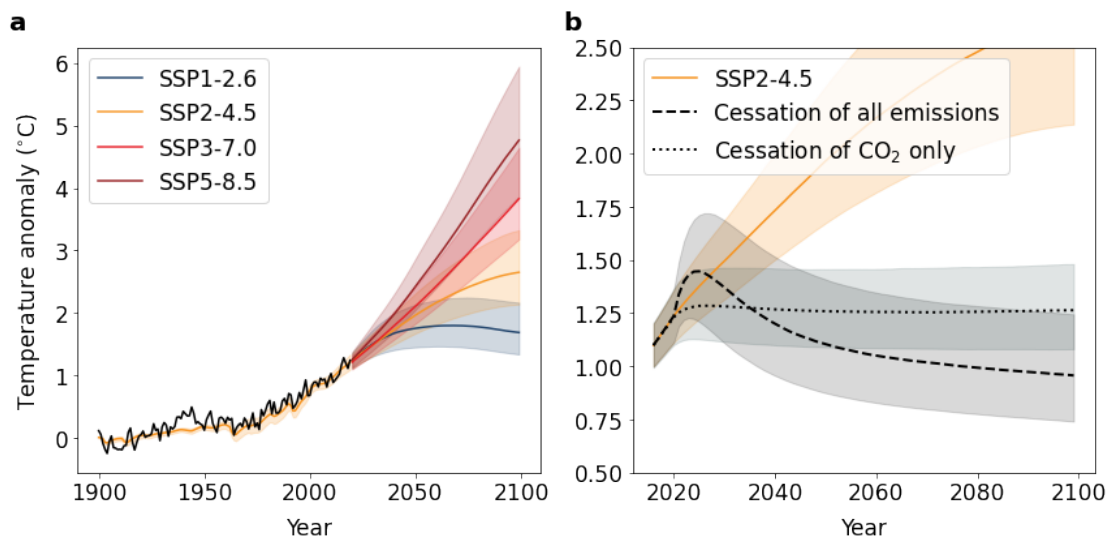 a
Temperature anomaly (°C)
6
5
4
3
2
1
0
SSP1-2.6
SSP2-4.5
SSP3-7.0
SSP5-8.5
1900
1950
2000
2050
2100
Year
b
2.50
2.25
2.00
1.75
1.50
1.25
1.00
0.75
0.50
SSP2-4.5
Cessation of all emissions
Cessation of CO₂ only
2020
2040
2060
2080
2100
Year